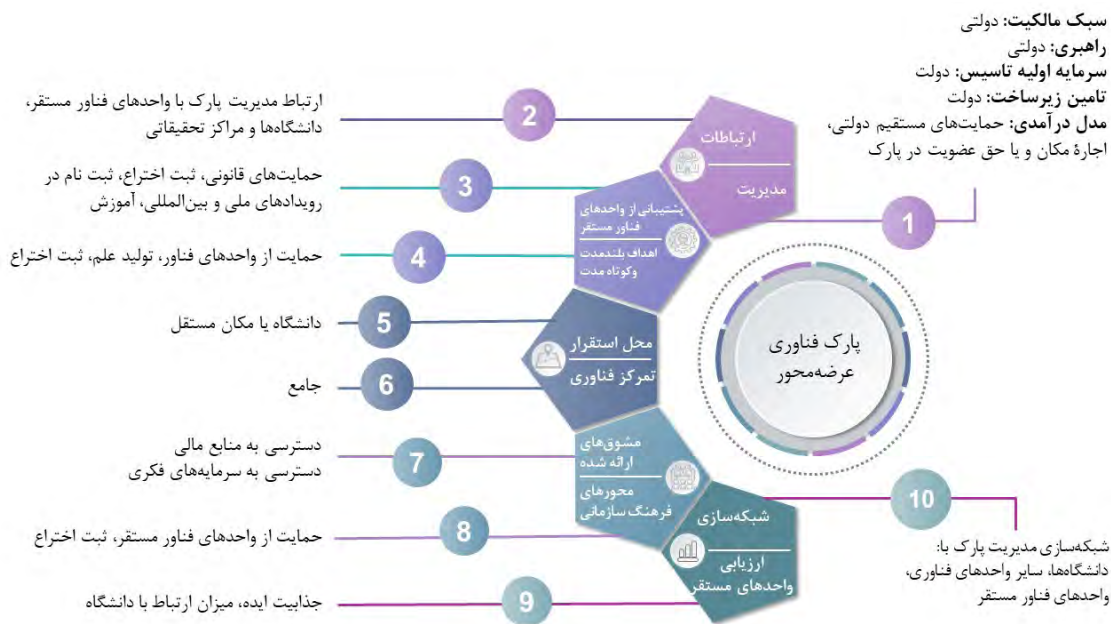 سبک مالکیت: دولتی
راهبری: دولتی
سرمایه اولیه تاسیس: دولت
تامین زیرساخت: دولت
مدل درآمدی: حمایت‌های مستقیم دولتی،
اجارهٔ مکان و یا حق عضویت در پارک
1
ارتباطات
مدیریت
2
ارتباط مدیریت پارک با واحدهای فناور مستقر،
دانشگاه‌ها و مراکز تحقیقاتی
پشتیبانی از واحدهای
فناور مستقر
اهداف بلندمدت
وکوتاه مدت
3
حمایت‌های قانونی، ثبت اختراع، ثبت نام در
رویدادهای ملی و بین‌المللی، آموزش
4
حمایت از واحدهای فناور، تولید علم، ثبت اختراع
محل استقرار
تمرکز فناوری
5
دانشگاه یا مکان مستقل
6
جامع
پارک فناوری
عرضه‌محور
مشوق‌های
ارائه شده
محورهای
فرهنگ سازمانی
7
دسترسی به منابع مالی
دسترسی به سرمایه‌های فکری
8
حمایت از واحدهای فناور مستقر، ثبت اختراع
شبکه‌سازی
ارزیابی
واحدهای مستقر
9
جذابیت ایده، میزان ارتباط با دانشگاه
10
شبکه‌سازی مدیریت پارک با:
دانشگاه‌ها، سایر واحدهای فناوری،
واحدهای فناور مستقر